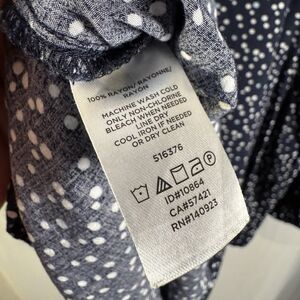 100% RAYON/RAYONNE/
RAYON
MACHINE WASH COLD
ONLY NON-CHLORINE
BLEACH WHEN NEEDED
LINE DRY
COOL IRON IF NEEDED
OR DRY CLEAN
516376
ID#10864
CA#57421
RN#140923